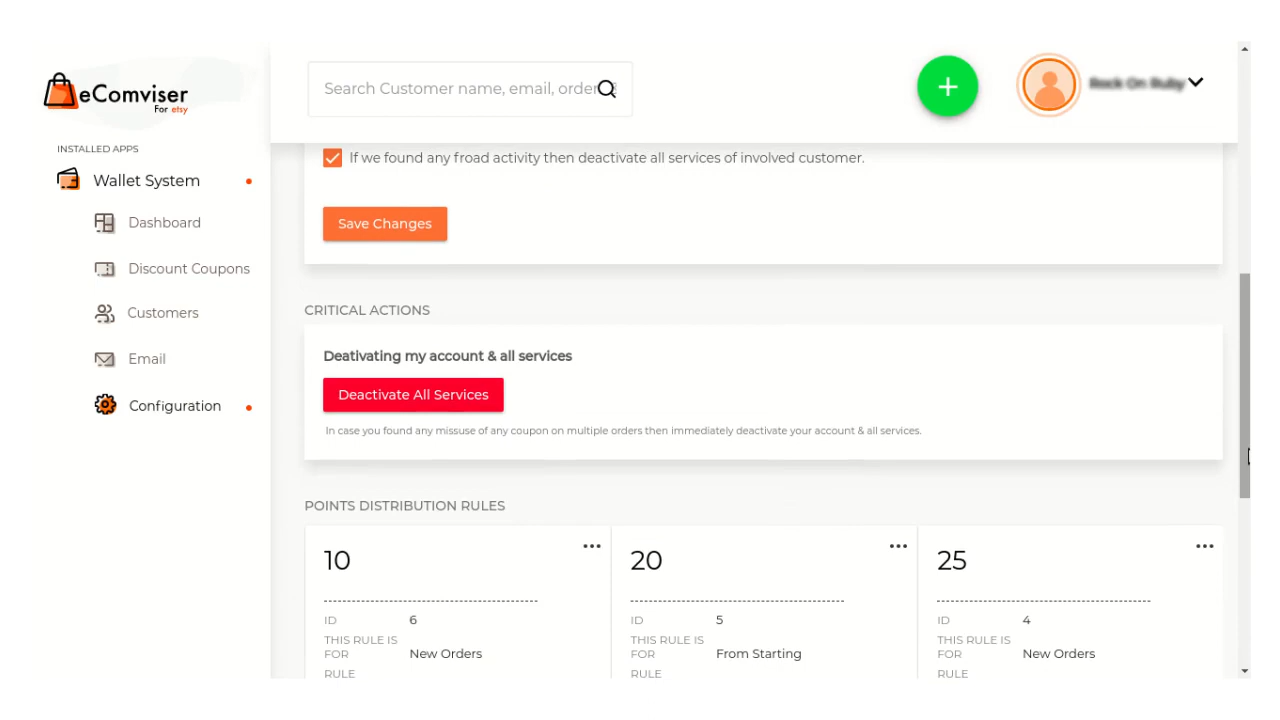 eComviser
For etsy
Search Customer name, email, order
INSTALLED APPS
Wallet System
Dashboard
Discount Coupons
Customers
Email
Configuration
If we found any froad activity then deactivate all services of involved customer.
Save Changes
CRITICAL ACTIONS
Deativating my account & all services
Deactivate All Services
In case you found any missuse of any coupon on multiple orders then immediately deactivate your account & all services.
POINTS DISTRIBUTION RULES
10
ID 6
THIS RULE IS
FOR New Orders
RULE
20
ID 5
THIS RULE IS
FOR From Starting
RULE
25
ID 4
THIS RULE IS
FOR New Orders
RULE